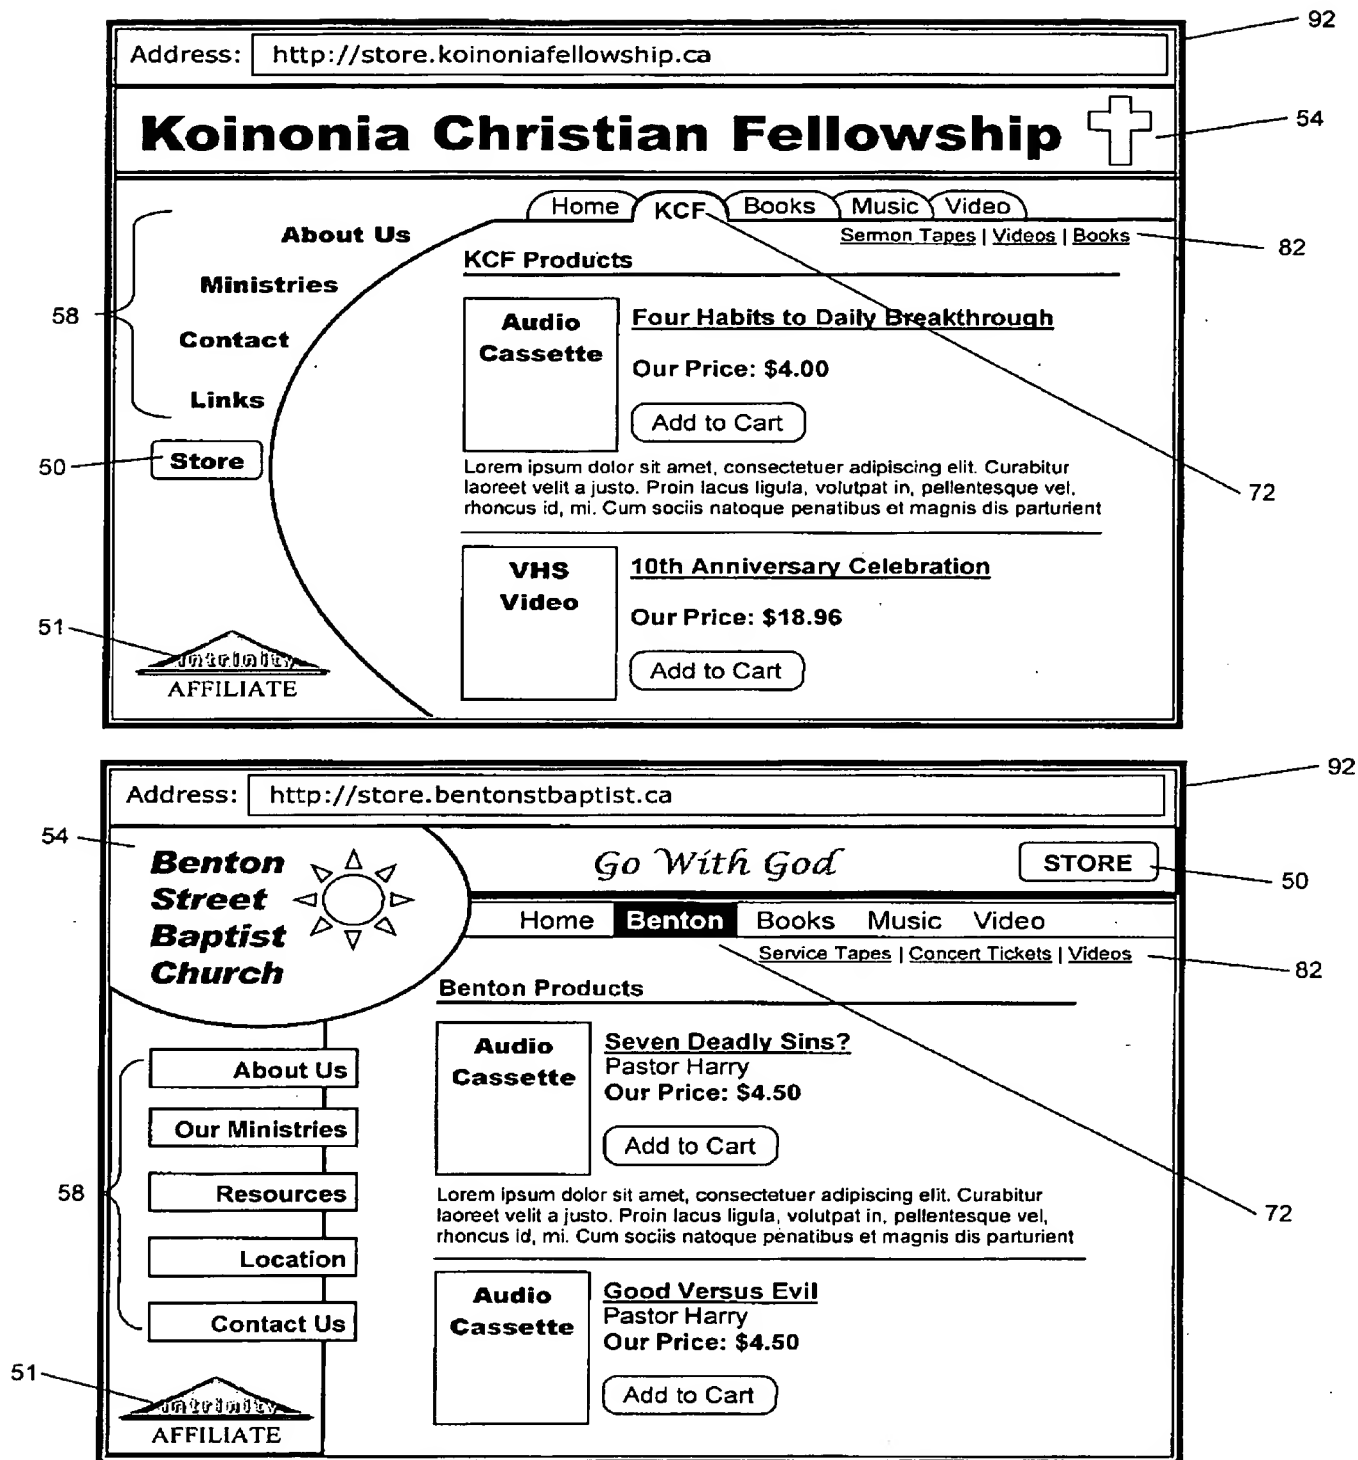 92
Address: http://store.koinoniafellowship.ca
Koinonia Christian Fellowship
54
Home KCF Books Music Video
Sermon Tapes | Videos | Books
82
58
About Us
Ministries
Contact
Links
50
Store
KCF Products
Audio
Cassette
Four Habits to Daily Breakthrough
Our Price: $4.00
Add to Cart
Lorem ipsum dolor sit amet, consectetuer adipiscing elit. Curabitur
laoreet velit a justo. Proin lacus ligula, volutpat in, pellentesque vel,
rhoncus id, mi. Cum sociis natoque penatibus et magnis dis parturient
72
VHS
Video
10th Anniversary Celebration
Our Price: $18.96
Add to Cart
51
Intrinity
AFFILIATE
92
Address: http://store.bentonstbaptist.ca
54
Benton
Street
Baptist
Church
Go With God
STORE
50
Home Benton Books Music Video
Service Tapes | Concert Tickets | Videos
82
Benton Products
58
About Us
Our Ministries
Resources
Location
Contact Us
Audio
Cassette
Seven Deadly Sins?
Pastor Harry
Our Price: $4.50
Add to Cart
Lorem ipsum dolor sit amet, consectetuer adipiscing elit. Curabitur
laoreet velit a justo. Proin lacus ligula, volutpat in, pellentesque vel,
rhoncus id, mi. Cum sociis natoque penatibus et magnis dis parturient
72
Audio
Cassette
Good Versus Evil
Pastor Harry
Our Price: $4.50
Add to Cart
51
Intrinity
AFFILIATE